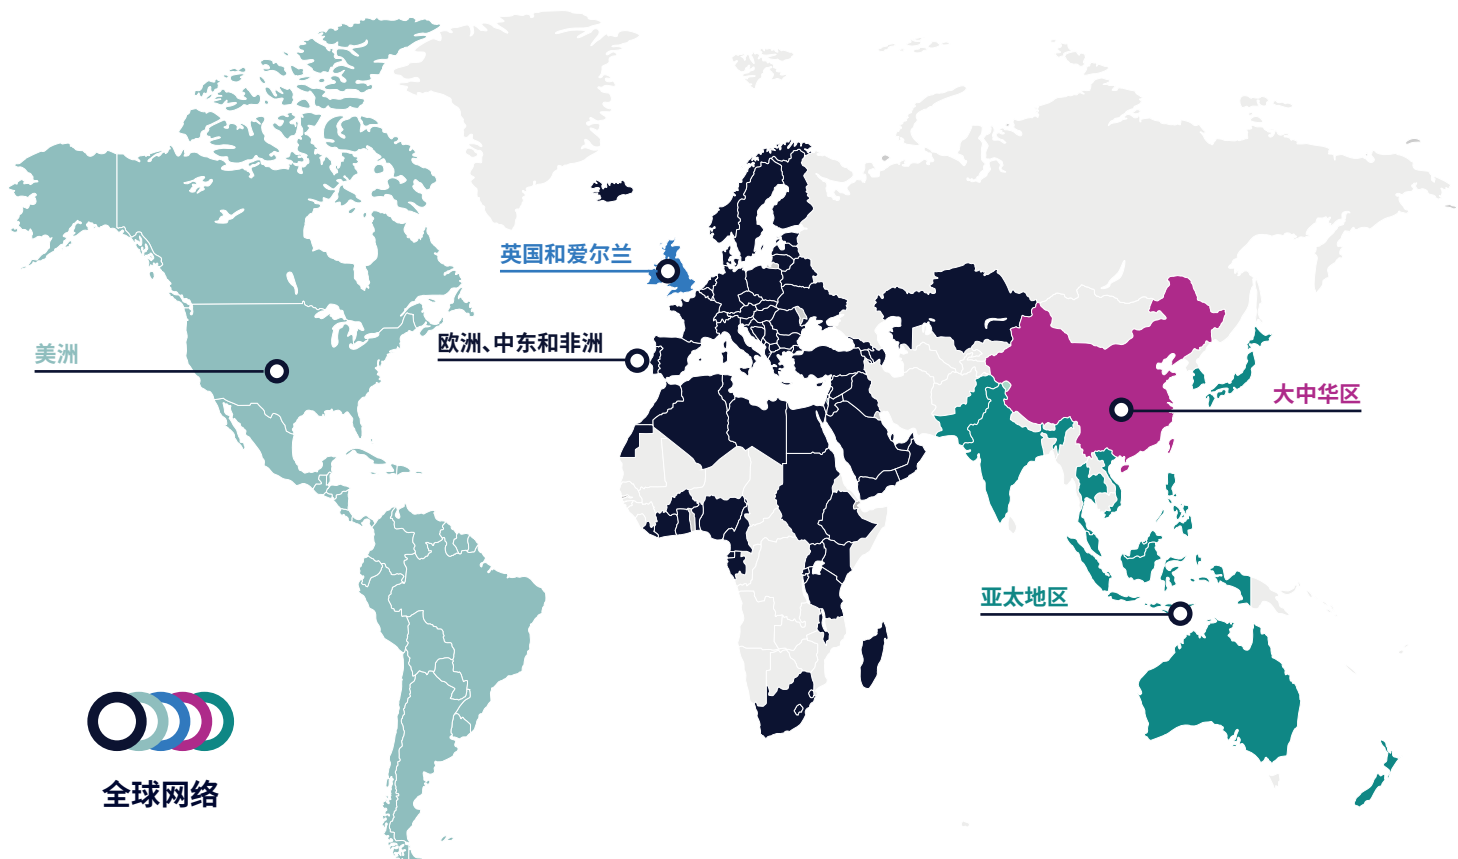 英国和爱尔兰
欧洲、中东和非洲
美洲
大中华区
亚太地区
全球网络